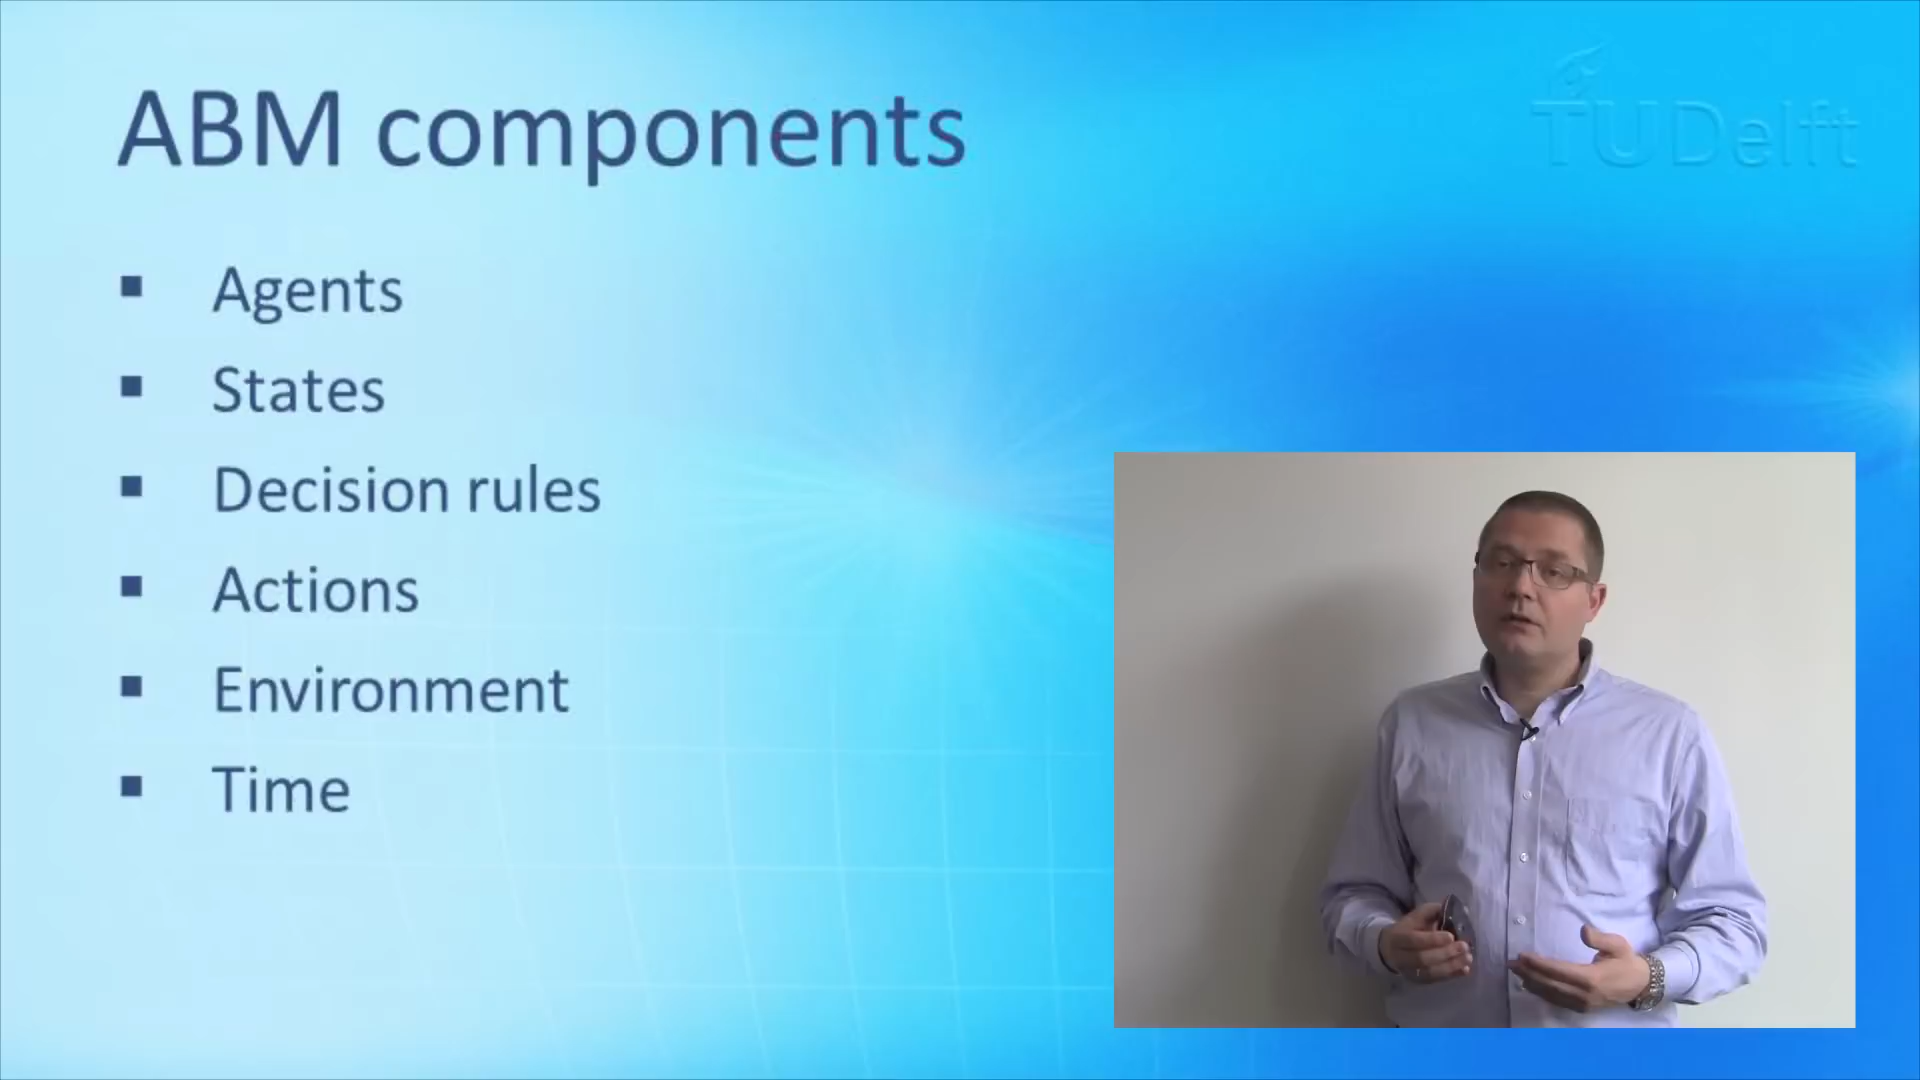 ABM components
TUDelft
▪ Agents
▪ States
▪ Decision rules
▪ Actions
▪ Environment
▪ Time